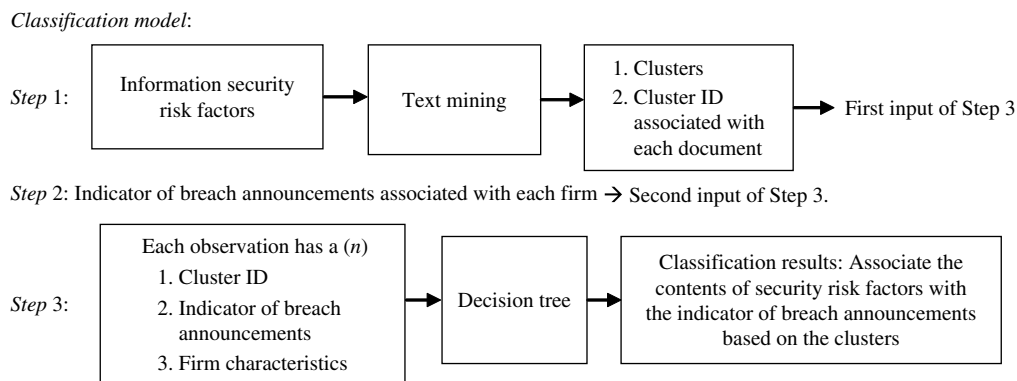 Classification model:
Step 1:
Information security
risk factors
Text mining
1. Clusters
2. Cluster ID
associated with
each document
First input of Step 3
Step 2: Indicator of breach announcements associated with each firm → Second input of Step 3.
Step 3:
Each observation has a (n)
1. Cluster ID
2. Indicator of breach
announcements
3. Firm characteristics
Decision tree
Classification results: Associate the
contents of security risk factors with
the indicator of breach announcements
based on the clusters